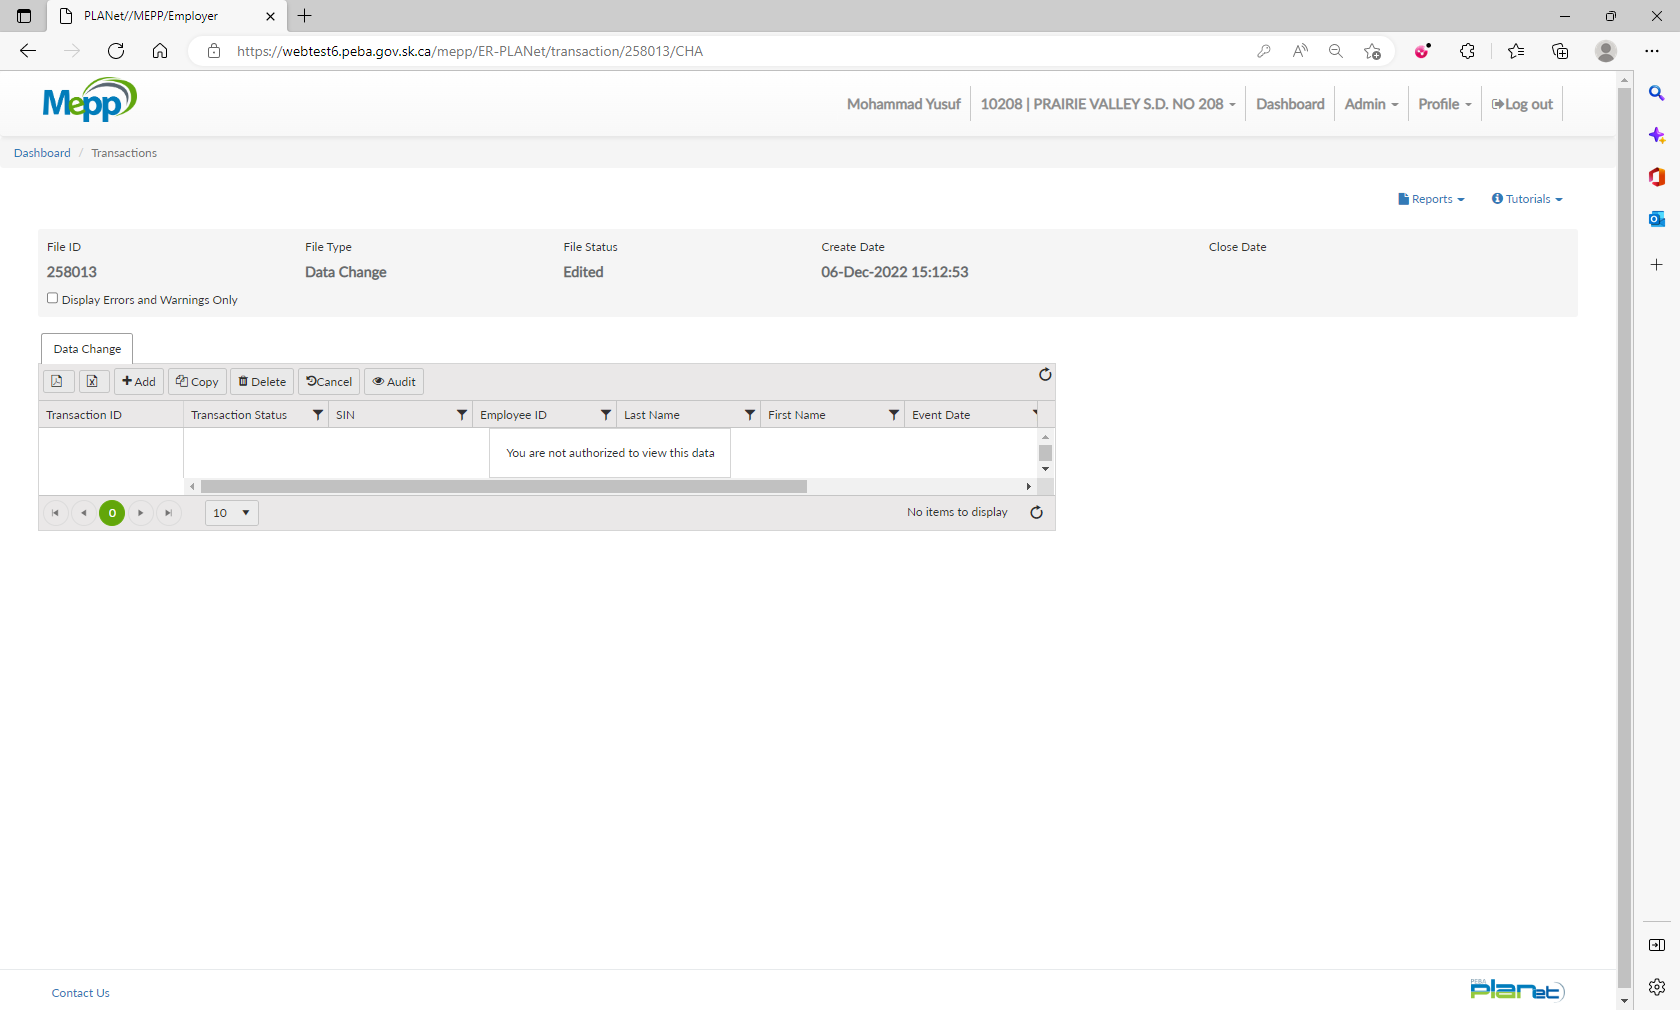 PLANet//MEPP/Employer
https://webtest6.peba.gov.sk.ca/mepp/ER-PLANet/transaction/258013/CHA
Mepp
Mohammad Yusuf
10208 | PRAIRIE VALLEY S.D. NO 208
Dashboard
Admin
Profile
Log out
Dashboard / Transactions
Reports
Tutorials
File ID
File Type
File Status
Create Date
Close Date
258013
Data Change
Edited
06-Dec-2022 15:12:53
Display Errors and Warnings Only
Data Change
Add
Copy
Delete
Cancel
Audit
Transaction ID
Transaction Status
SIN
Employee ID
Last Name
First Name
Event Date
You are not authorized to view this data
0
10
No items to display
Contact Us
PEBA
PLANet